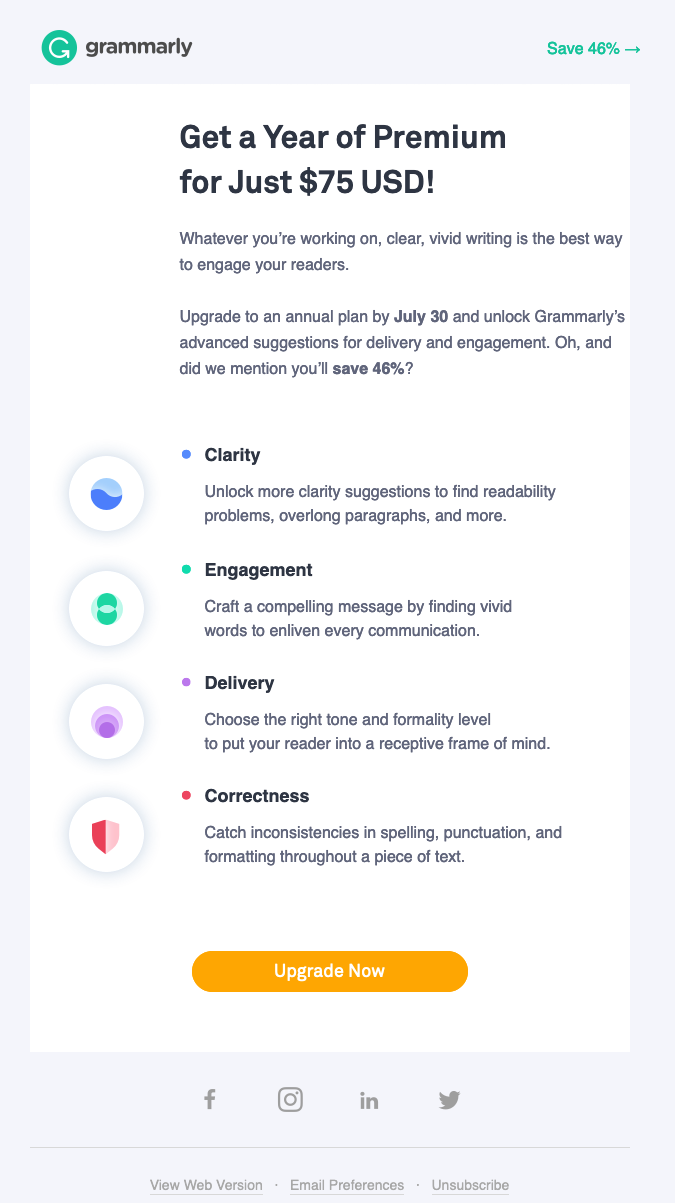 grammarly
Save 46% →
Get a Year of Premium
for Just $75 USD!
Whatever you’re working on, clear, vivid writing is the best way
to engage your readers.
Upgrade to an annual plan by July 30 and unlock Grammarly’s
advanced suggestions for delivery and engagement. Oh, and
did we mention you’ll save 46%?
Clarity
Unlock more clarity suggestions to find readability
problems, overlong paragraphs, and more.
Engagement
Craft a compelling message by finding vivid
words to enliven every communication.
Delivery
Choose the right tone and formality level
to put your reader into a receptive frame of mind.
Correctness
Catch inconsistencies in spelling, punctuation, and
formatting throughout a piece of text.
Upgrade Now
View Web Version · Email Preferences · Unsubscribe